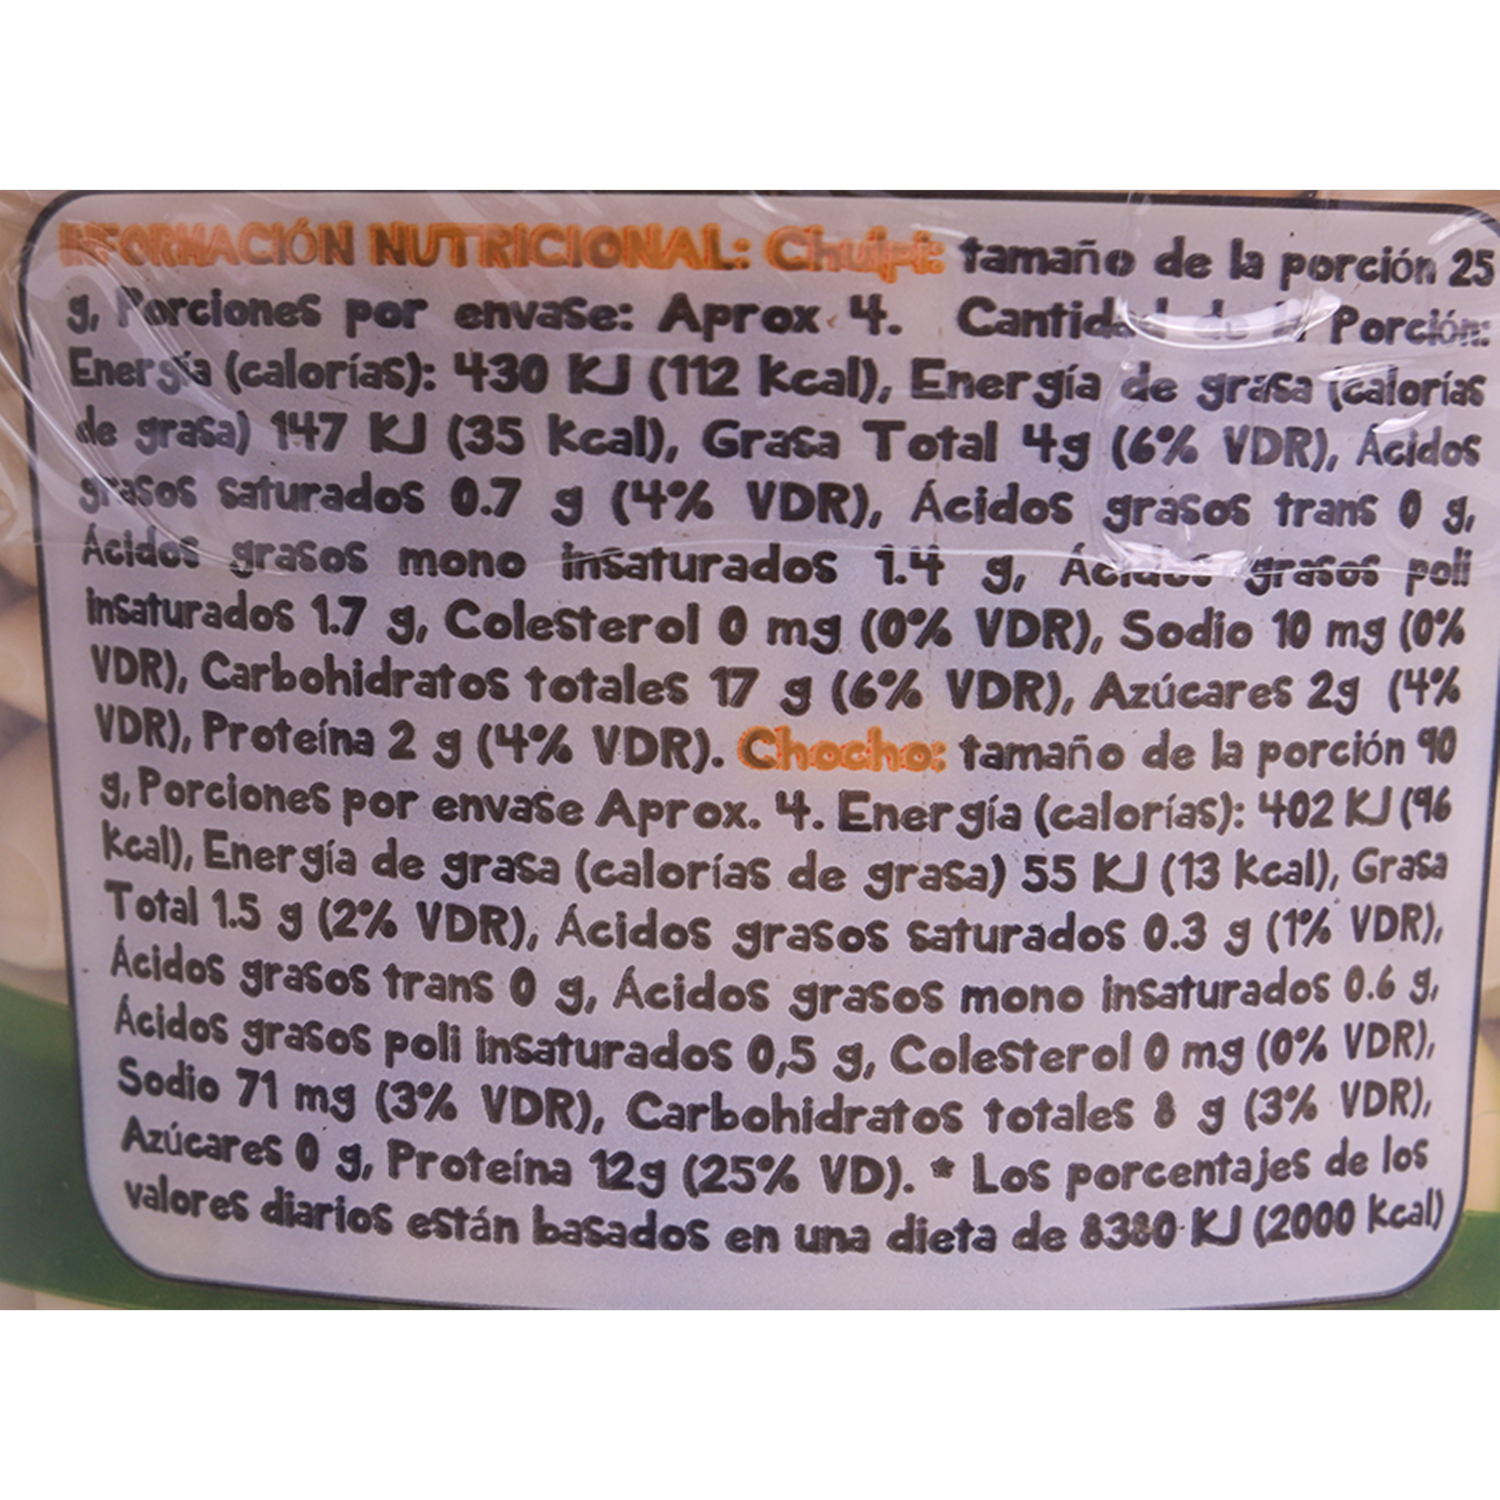 INFORMACIÓN NUTRICIONAL: Chulpi: tamaño de la porción 25
g, Porciones por envase: Aprox 4. Cantidad de la Porción:
Energía (calorías): 430 KJ (112 kcal), Energía de grasa (calorías
de grasa) 147 KJ (35 kcal), Grasa Total 4g (6% VDR), Ácidos
grasos saturados 0.7 g (4% VDR), Ácidos grasos trans 0 g,
Ácidos grasos mono insaturados 1.4 g, Ácidos grasos poli
insaturados 1.7 g, Colesterol 0 mg (0% VDR), Sodio 10 mg (0%
VDR), Carbohidratos totales 17 g (6% VDR), Azúcares 2g (4%
VDR), Proteína 2 g (4% VDR). Chocho: tamaño de la porción 90
g, Porciones por envase Aprox. 4. Energía (calorías): 402 KJ (96
kcal), Energía de grasa (calorías de grasa) 55 KJ (13 kcal), Grasa
Total 1.5 g (2% VDR), Ácidos grasos saturados 0.3 g (1% VDR),
Ácidos grasos trans 0 g, Ácidos grasos mono insaturados 0.6 g,
Ácidos grasos poli insaturados 0,5 g, Colesterol 0 mg (0% VDR),
Sodio 71 mg (3% VDR), Carbohidratos totales 8 g (3% VDR),
Azúcares 0 g, Proteína 12g (25% VD). * Los porcentajes de los
valores diarios están basados en una dieta de 8380 KJ (2000 kcal)